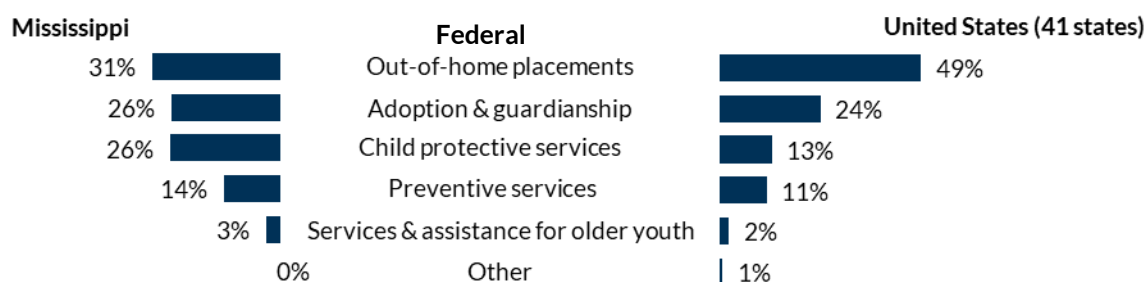 Mississippi Federal United States (41 states)
31% Out-of-home placements 49%
26% Adoption & guardianship 24%
26% Child protective services 13%
14% Preventive services 11%
3% Services & assistance for older youth 2%
0% Other 1%